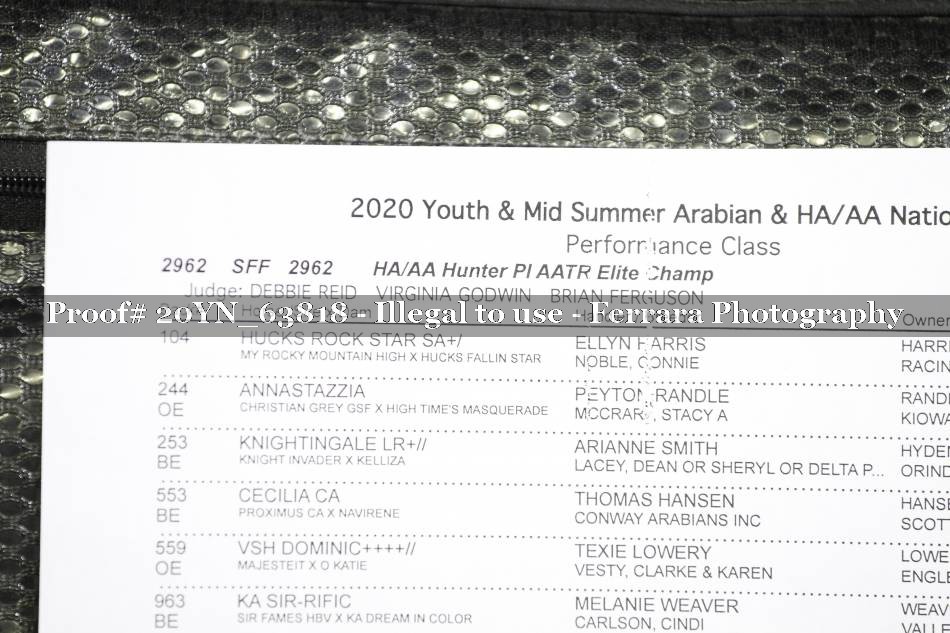 2020 Youth & Mid Summer Arabian & HA/AA Natio
Performance Class
2962 SFF 2962 HA/AA Hunter Pl AATR Elite Champ
Judge: DEBBIE REID VIRGINIA GODWIN BRIAN FERGUSON
Proof# 20YN_63818 - Illegal to use - Ferrara Photography
Owner
104 HUCKS ROCK STAR SA+/ ELLYN HARRIS HARRI
MY ROCKY MOUNTAIN HIGH X HUCKS FALLIN STAR NOBLE, CONNIE RACIN
244 ANNASTAZZIA PEYTON RANDLE RANDL
OE CHRISTIAN GREY GSF X HIGH TIME'S MASQUERADE MCCRARY, STACY A KIOWA
253 KNIGHTINGALE LR+// ARIANNE SMITH HYDEN
BE KNIGHT INVADER X KELLIZA LACEY, DEAN OR SHERYL OR DELTA P... ORIND
553 CECILIA CA THOMAS HANSEN HANSE
BE PROXIMUS CA X NAVIRENE CONWAY ARABIANS INC SCOTT
559 VSH DOMINIC++++// TEXIE LOWERY LOWE
OE MAJESTEIT X O KATIE VESTY, CLARKE & KAREN ENGLE
963 KA SIR-RIFIC MELANIE WEAVER WEAV
BE SIR FAMES HBV X KA DREAM IN COLOR CARLSON, CINDI VALLE